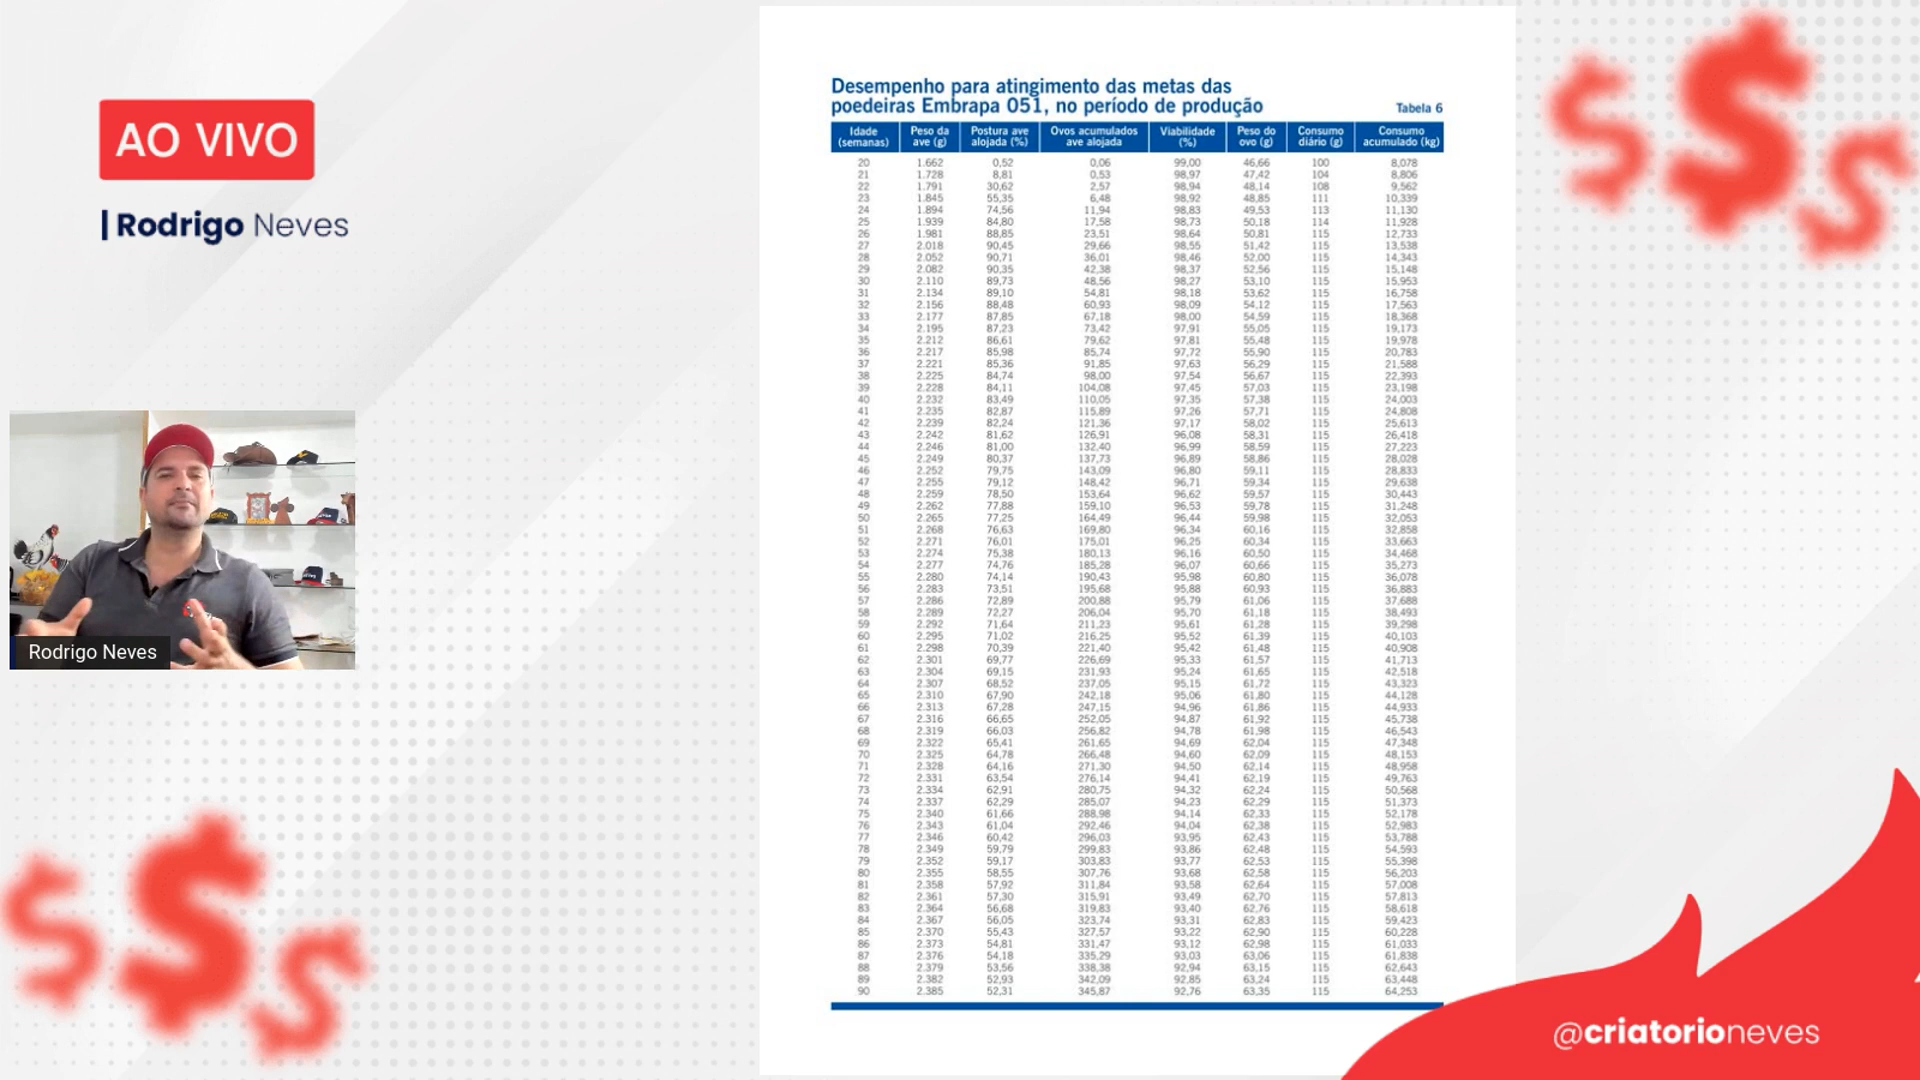 AO VIVO
Rodrigo Neves
Rodrigo Neves
Desempenho para atingimento das metas das
poedeiras Embrapa 051, no período de produção
Tabela 6
Idade (semanas) Peso da ave (g) Postura ave alojada (%) Ovos acumulados ave alojada Viabilidade (%) Peso do ovo (g) Consumo diário (g) Consumo acumulado (kg)
20 1.662 0,52 0,06 99,00 46,66 100 8,078
21 1.728 8,81 0,53 98,97 47,42 104 8,806
22 1.791 30,62 2,57 98,94 48,14 108 9,562
23 1.845 55,35 6,48 98,92 48,85 111 10,339
24 1.894 74,56 11,94 98,83 49,53 113 11,130
25 1.939 84,80 17,58 98,73 50,18 114 11,928
26 1.981 88,85 23,51 98,64 50,81 115 12,733
27 2.018 90,45 29,66 98,55 51,42 115 13,538
28 2.052 90,71 36,01 98,46 52,00 115 14,343
29 2.082 90,35 42,38 98,37 52,56 115 15,148
30 2.110 89,73 48,56 98,27 53,10 115 15,953
31 2.134 89,10 54,81 98,18 53,62 115 16,758
32 2.156 88,48 60,93 98,09 54,12 115 17,563
33 2.177 87,85 67,18 98,00 54,59 115 18,368
34 2.195 87,23 73,42 97,91 55,05 115 19,173
35 2.212 86,61 79,62 97,81 55,48 115 19,978
36 2.217 85,98 85,74 97,72 55,90 115 20,783
37 2.221 85,36 91,85 97,63 56,29 115 21,588
38 2.225 84,74 98,00 97,54 56,67 115 22,393
39 2.228 84,11 104,08 97,45 57,03 115 23,198
40 2.232 83,49 110,05 97,35 57,38 115 24,003
41 2.235 82,87 115,89 97,26 57,71 115 24,808
42 2.239 82,24 121,36 97,17 58,02 115 25,613
43 2.242 81,62 126,91 96,08 58,31 115 26,418
44 2.246 81,00 132,40 96,99 58,59 115 27,223
45 2.249 80,37 137,73 96,89 58,86 115 28,028
46 2.252 79,75 143,09 96,80 59,11 115 28,833
47 2.255 79,12 148,42 96,71 59,34 115 29,638
48 2.259 78,50 153,64 96,62 59,57 115 30,443
49 2.262 77,88 159,10 96,53 59,78 115 31,248
50 2.265 77,25 164,49 96,44 59,98 115 32,053
51 2.268 76,63 169,80 96,34 60,16 115 32,858
52 2.271 76,01 175,01 96,25 60,34 115 33,663
53 2.274 75,38 180,13 96,16 60,50 115 34,468
54 2.277 74,76 185,28 96,07 60,66 115 35,273
55 2.280 74,14 190,43 95,98 60,80 115 36,078
56 2.283 73,51 195,68 95,88 60,93 115 36,883
57 2.286 72,89 200,88 95,79 61,06 115 37,688
58 2.289 72,27 206,04 95,70 61,18 115 38,493
59 2.292 71,64 211,23 95,61 61,28 115 39,298
60 2.295 71,02 216,25 95,52 61,39 115 40,103
61 2.298 70,39 221,40 95,42 61,48 115 40,908
62 2.301 69,77 226,69 95,33 61,57 115 41,713
63 2.304 69,15 231,93 95,24 61,65 115 42,518
64 2.307 68,52 237,05 95,15 61,72 115 43,323
65 2.310 67,90 242,18 95,06 61,80 115 44,128
66 2.313 67,28 247,15 94,96 61,86 115 44,933
67 2.316 66,65 252,05 94,87 61,92 115 45,738
68 2.319 66,03 256,82 94,78 61,98 115 46,543
69 2.322 65,41 261,65 94,69 62,04 115 47,348
70 2.325 64,78 266,48 94,60 62,09 115 48,153
71 2.328 64,16 271,30 94,50 62,14 115 48,958
72 2.331 63,54 276,14 94,41 62,19 115 49,763
73 2.334 62,91 280,75 94,32 62,24 115 50,568
74 2.337 62,29 285,07 94,23 62,29 115 51,373
75 2.340 61,66 288,98 94,14 62,33 115 52,178
76 2.343 61,04 292,46 94,04 62,38 115 52,983
77 2.346 60,42 296,03 93,95 62,43 115 53,788
78 2.349 59,79 299,83 93,86 62,48 115 54,593
79 2.352 59,17 303,83 93,77 62,53 115 55,398
80 2.355 58,55 307,76 93,68 62,58 115 56,203
81 2.358 57,92 311,84 93,58 62,64 115 57,008
82 2.361 57,30 315,91 93,49 62,70 115 57,813
83 2.364 56,68 319,83 93,40 62,76 115 58,618
84 2.367 56,05 323,74 93,31 62,83 115 59,423
85 2.370 55,43 327,57 93,22 62,90 115 60,228
86 2.373 54,81 331,47 93,12 62,98 115 61,033
87 2.376 54,18 335,29 93,03 63,06 115 61,838
88 2.379 53,56 338,38 92,94 63,15 115 62,643
89 2.382 52,93 342,09 92,85 63,24 115 63,448
90 2.385 52,31 345,87 92,76 63,35 115 64,253
@criatorioneves